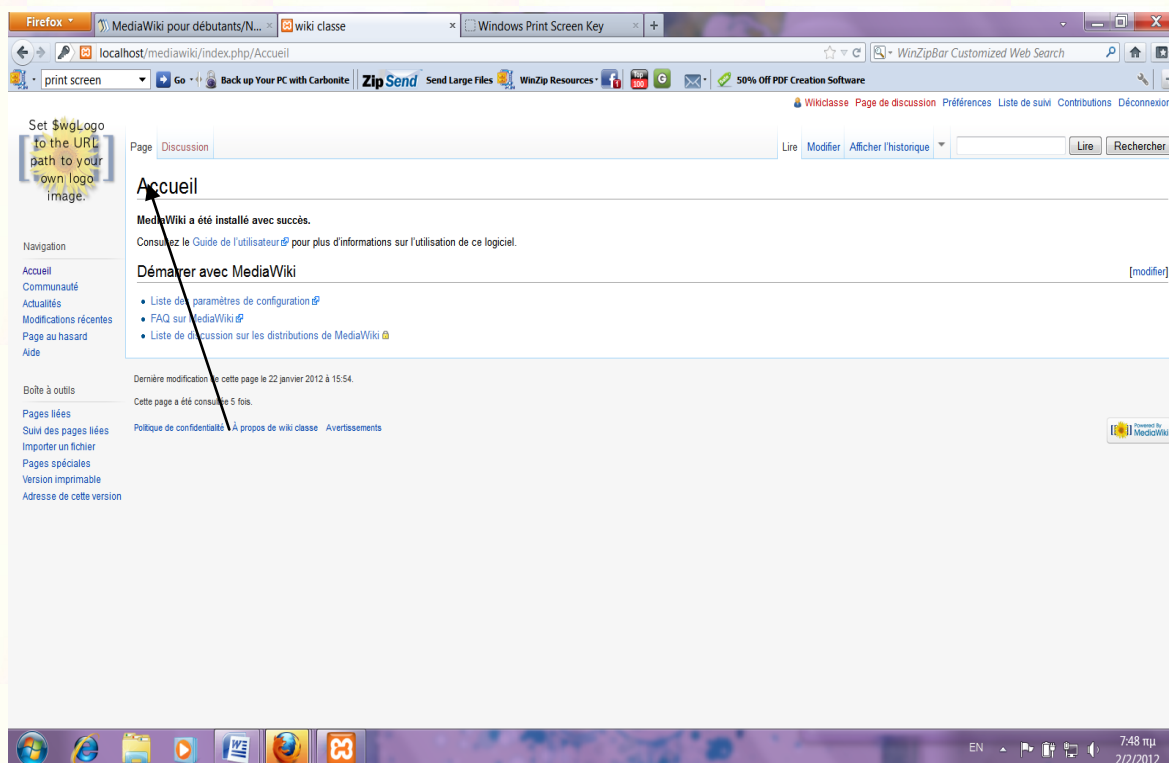 Firefox
MediaWiki pour débutants/N...
wiki classe
Windows Print Screen Key
localhost/mediawiki/index.php/Accueil
WinZipBar Customized Web Search
print screen
Go
Back up Your PC with Carbonite
ZipSend
Send Large Files
WinZip Resources
Top 100
G
50% Off PDF Creation Software
Wikiclasse Page de discussion Préférences Liste de suivi Contributions Déconnexion
Set $wgLogo
to the URL
path to your
own logo
image.
Page Discussion
Lire Modifier Afficher l'historique
Lire Rechercher
Accueil
MediaWiki a été installé avec succès.
Consultez le Guide de l'utilisateur pour plus d'informations sur l'utilisation de ce logiciel.
Démarrer avec MediaWiki
[modifier]
Liste des paramètres de configuration
FAQ sur MediaWiki
Liste de discussion sur les distributions de MediaWiki
Dernière modification de cette page le 22 janvier 2012 à 15:54.
Cette page a été consultée 5 fois.
Politique de confidentialité À propos de wiki classe Avertissements
Powered By
MediaWiki
Navigation
Accueil
Communauté
Actualités
Modifications récentes
Page au hasard
Aide
Boîte à outils
Pages liées
Suivi des pages liées
Importer un fichier
Pages spéciales
Version imprimable
Adresse de cette version
EN
7:48 πμ
2/2/2012